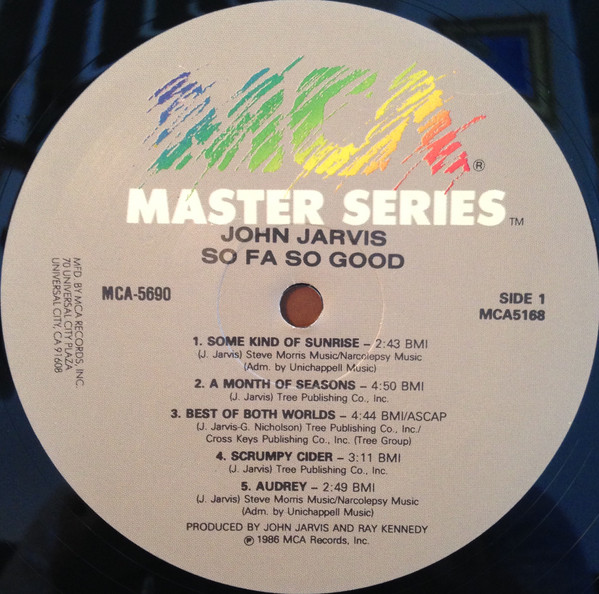 MCA®
MASTER SERIES™
JOHN JARVIS
SO FA SO GOOD
MFD. BY MCA RECORDS, INC.
70 UNIVERSAL CITY PLAZA
UNIVERSAL CITY, CA 91608
MCA-5690
SIDE 1
MCA5168
1. SOME KIND OF SUNRISE – 2:43 BMI
(J. Jarvis) Steve Morris Music/Narcolepsy Music
(Adm. by Unichappell Music)
2. A MONTH OF SEASONS – 4:50 BMI
(J. Jarvis) Tree Publishing Co., Inc.
3. BEST OF BOTH WORLDS – 4:44 BMI/ASCAP
(J. Jarvis-G. Nicholson) Tree Publishing Co., Inc./
Cross Keys Publishing Co., Inc. (Tree Group)
4. SCRUMPY CIDER – 3:11 BMI
(J. Jarvis) Tree Publishing Co., Inc.
5. AUDREY – 2:49 BMI
(J. Jarvis) Steve Morris Music/Narcolepsy Music
(Adm. by Unichappell Music)
PRODUCED BY JOHN JARVIS AND RAY KENNEDY
℗ 1986 MCA Records, Inc.